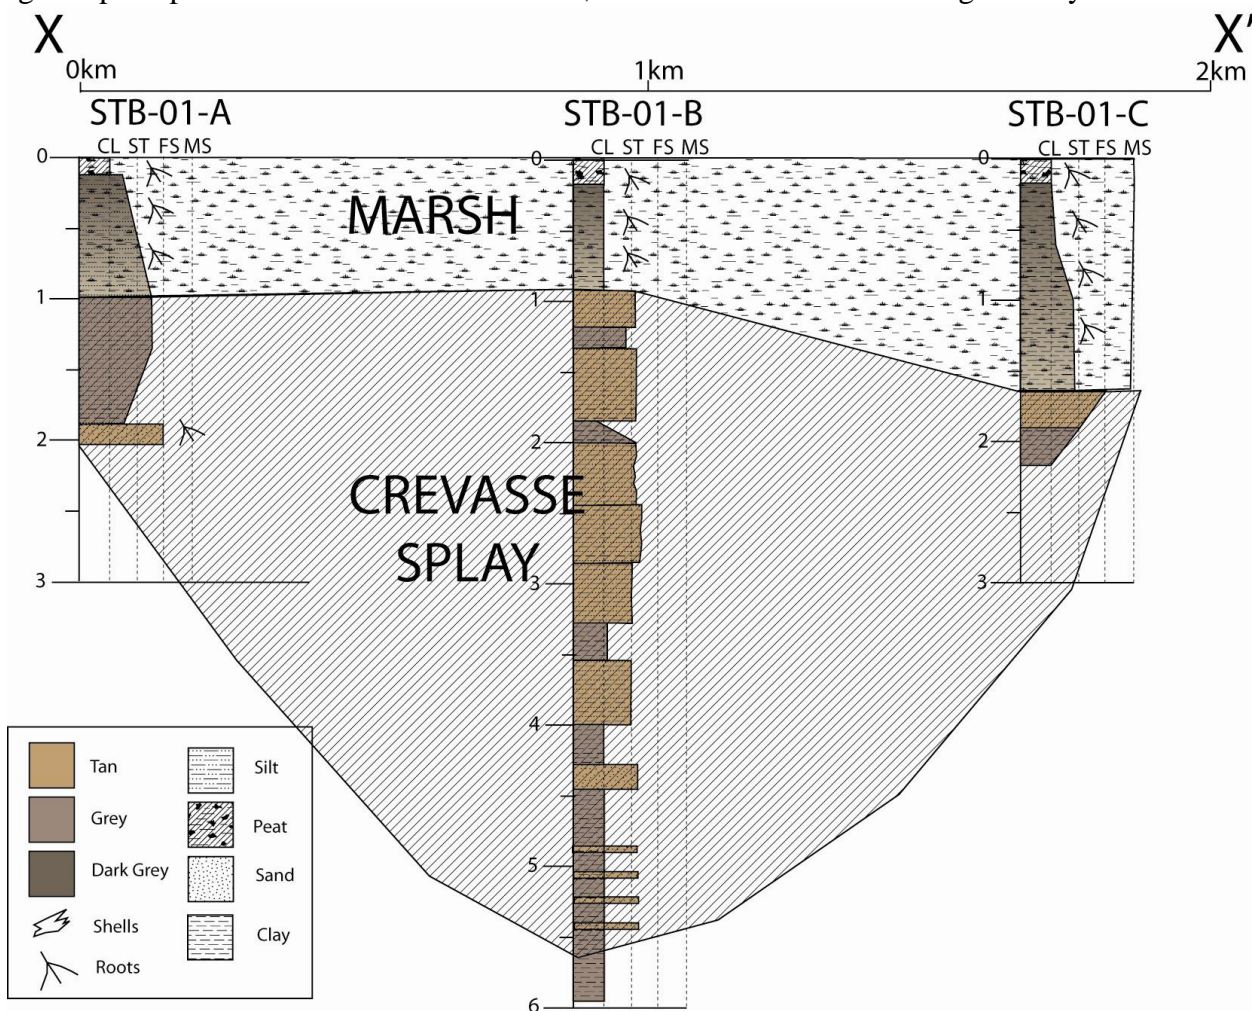 X X'
0km 1km 2km
STB-01-A STB-01-B STB-01-C
CL ST FS MS CL ST FS MS CL ST FS MS
0 0 0
MARSH
1 1 1
2 2 2
CREVASSE
SPLAY
3 3 3
4
5
6
Tan Silt
Grey Peat
Dark Grey Sand
Shells Clay
Roots